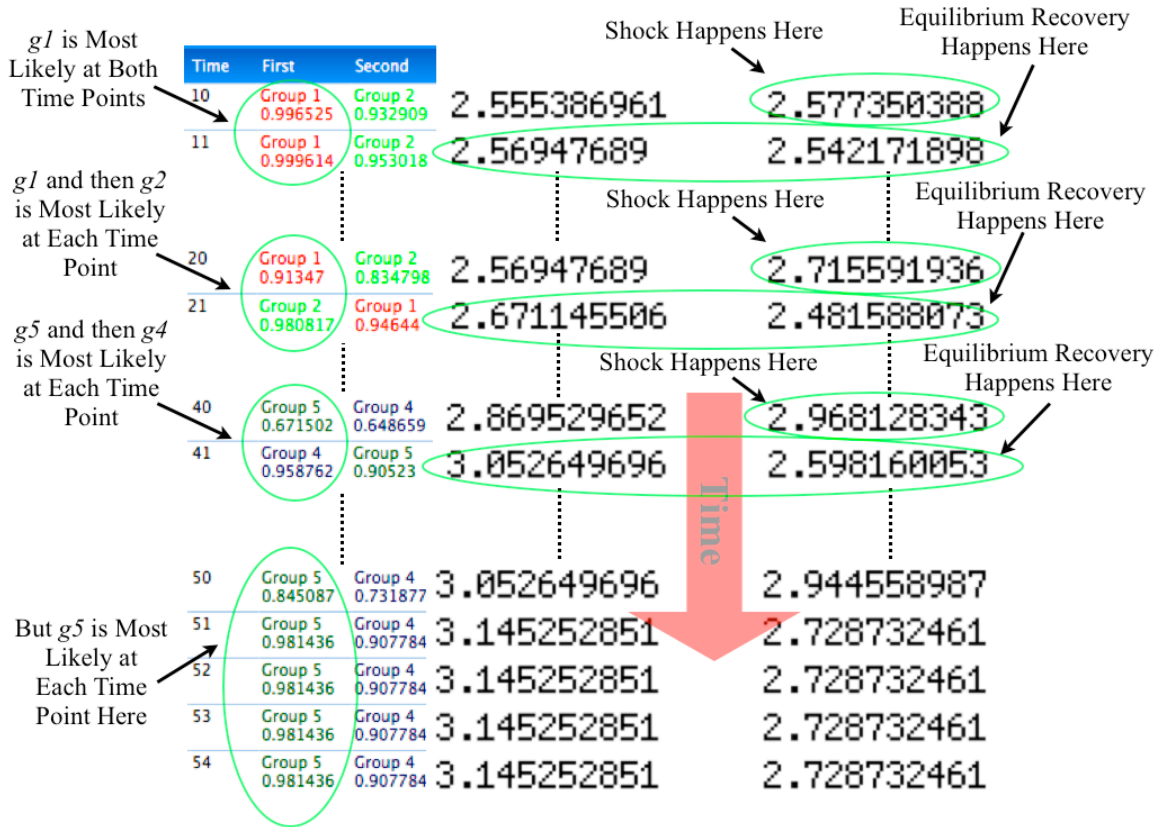 Shock Happens Here
Equilibrium Recovery
Happens Here
g1 is Most
Likely at Both
Time Points
Time First Second
10 Group 1 Group 2
0.996525 0.932909
2.555386961 2.577350388
11 Group 1 Group 2
0.999614 0.953018
2.56947689 2.542171898
g1 and then g2
is Most Likely
at Each Time
Point
Shock Happens Here
Equilibrium Recovery
Happens Here
20 Group 1 Group 2
0.91347 0.834798
2.56947689 2.715591936
21 Group 2 Group 1
0.980817 0.94644
2.671145506 2.481588073
g5 and then g4
is Most Likely
at Each Time
Point
Shock Happens Here
Equilibrium Recovery
Happens Here
40 Group 5 Group 4
0.671502 0.648659
2.869529652 2.968128343
41 Group 4 Group 5
0.958762 0.90523
3.052649696 2.598160053
Time
50 Group 5 Group 4
0.845087 0.731877
3.052649696 2.944558987
But g5 is Most
Likely at
Each Time
Point Here
51 Group 5 Group 4
0.981436 0.907784
3.145252851 2.728732461
52 Group 5 Group 4
0.981436 0.907784
3.145252851 2.728732461
53 Group 5 Group 4
0.981436 0.907784
3.145252851 2.728732461
54 Group 5 Group 4
0.981436 0.907784
3.145252851 2.728732461